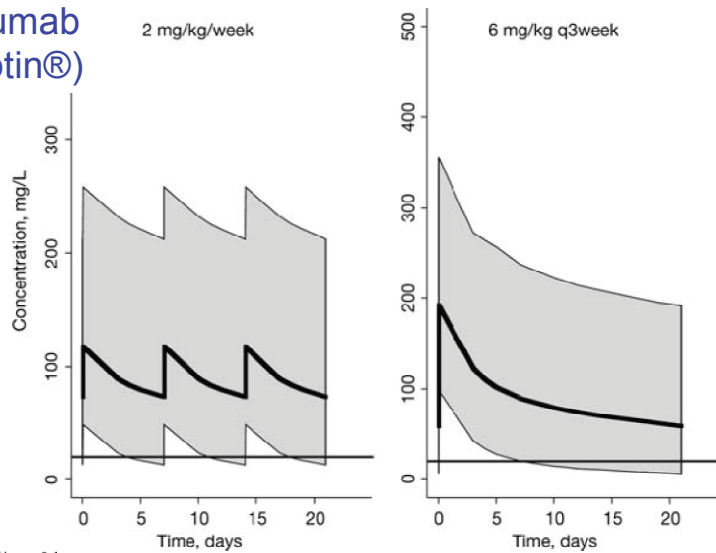 umab
otin®)
2 mg/kg/week
6 mg/kg q3week
Concentration, mg/L
300
200
100
0
0 5 10 15 20
Time, days
500
400
300
200
100
0
0 5 10 15 20
Time, days